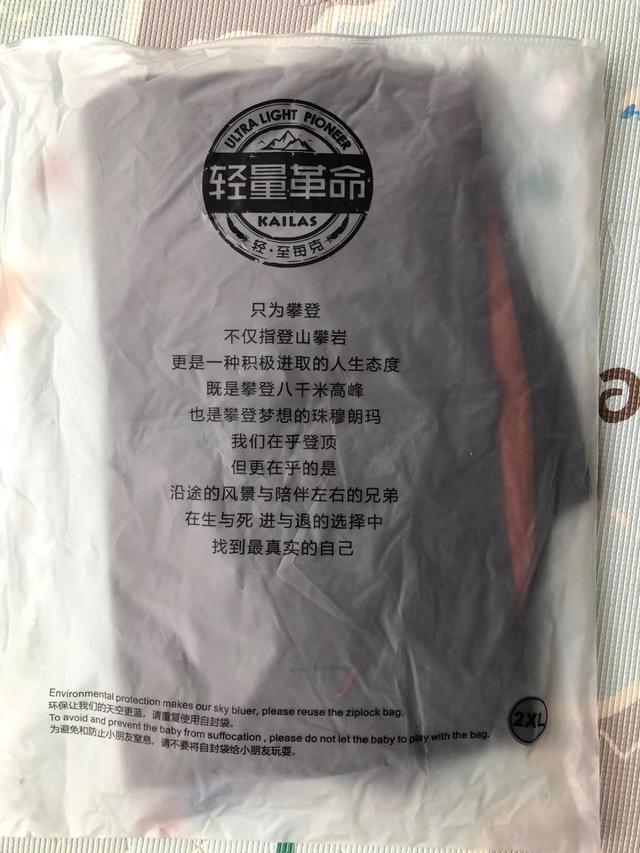 ULTRA LIGHT PIONEER
轻量革命
KAILAS
轻·至每克
只为攀登
不仅指登山攀岩
更是一种积极进取的人生态度
既是攀登八千米高峰
也是攀登梦想的珠穆朗玛
我们在乎登顶
但更在乎的是
沿途的风景与陪伴左右的兄弟
在生与死 进与退的选择中
找到最真实的自己
Environmental protection makes our sky bluer, please reuse the ziplock bag.
环保让我们的天空更蓝，请重复使用自封袋。
To avoid and prevent the baby from suffocation , please do not let the baby to play with the bag.
为避免和防止小朋友窒息，请不要将自封袋给小朋友玩耍。
2XL